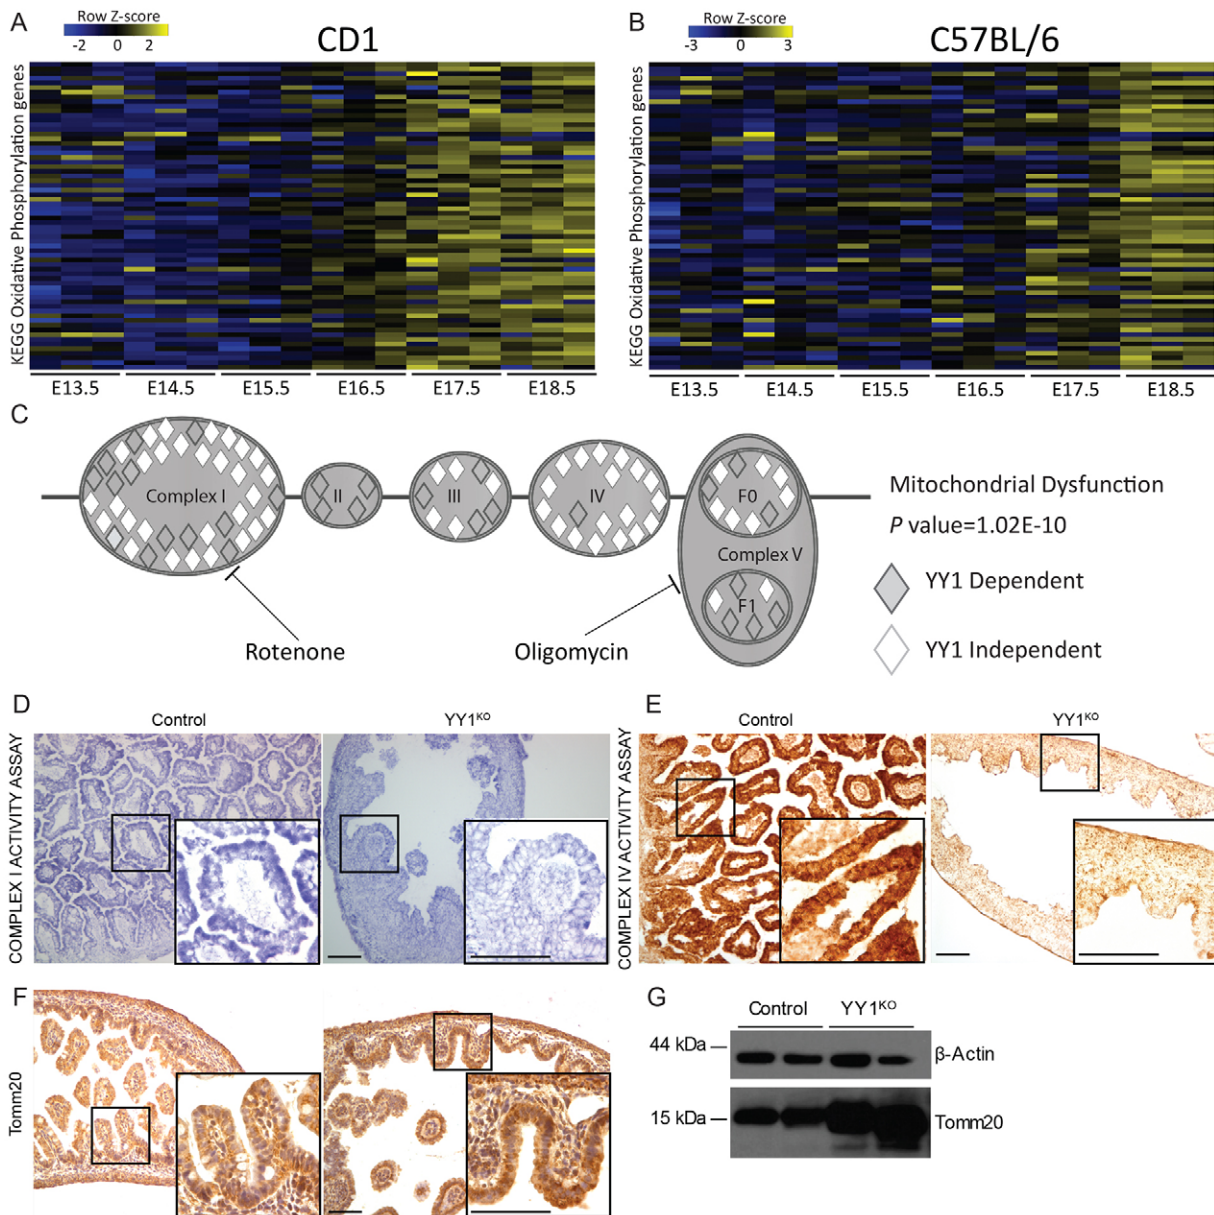 A
Row Z-score
-2 0 2
CD1
KEGG Oxidative Phosphorylation genes
E13.5 E14.5 E15.5 E16.5 E17.5 E18.5
B
Row Z-score
-3 0 3
C57BL/6
KEGG Oxidative Phosphorylation genes
E13.5 E14.5 E15.5 E16.5 E17.5 E18.5
C
Complex I
II
III
IV
F0
Complex V
F1
Rotenone
Oligomycin
Mitochondrial Dysfunction
P value=1.02E-10
YY1 Dependent
YY1 Independent
D
Control
YY1ᴷᴼ
COMPLEX I ACTIVITY ASSAY
E
Control
YY1ᴷᴼ
COMPLEX IV ACTIVITY ASSAY
F
Tomm20
G
Control YY1ᴷᴼ
44 kDa
β-Actin
15 kDa
Tomm20